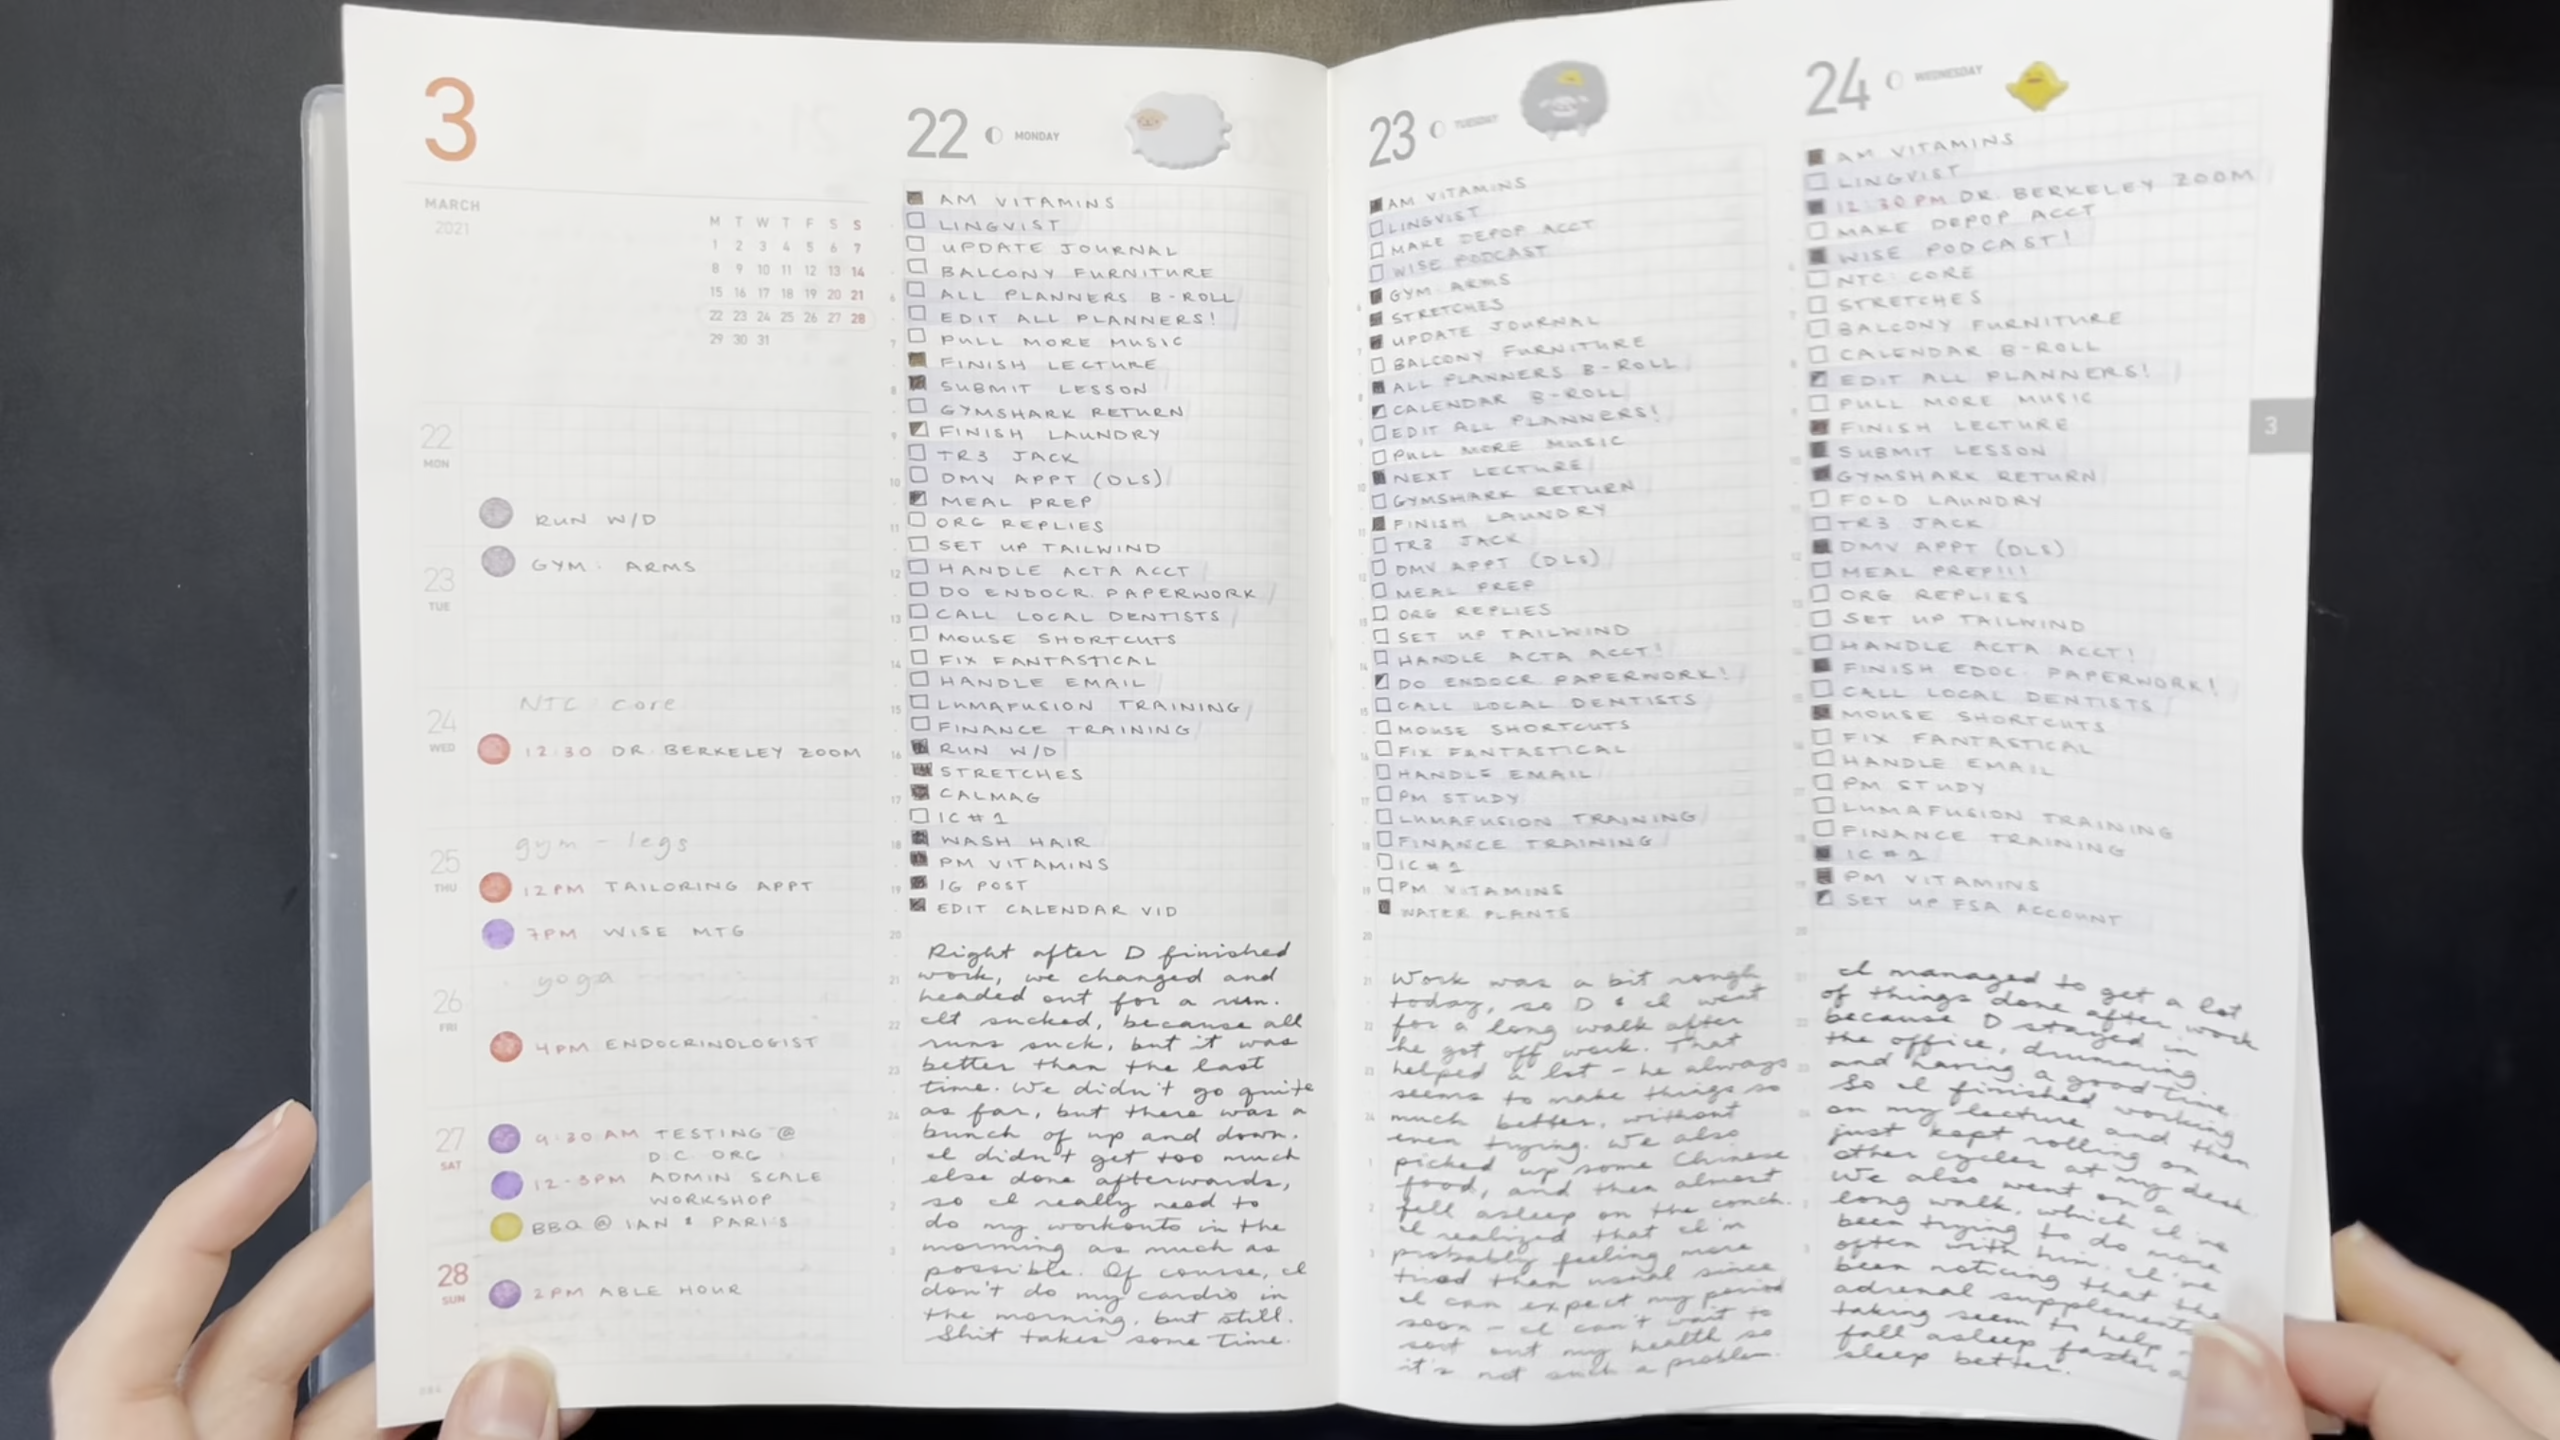 3
MARCH
2021
M T W T F S S
1 2 3 4 5 6 7
8 9 10 11 12 13 14
15 16 17 18 19 20 21
22 23 24 25 26 27 28
29 30 31
22
MON
RUN W/D
23
TUE
GYM: ARMS
NTC: core
24
WED
12:30 DR. BERKELEY ZOOM
gym - legs
25
THU
12PM TAILORING APPT
7PM WISE MTG
yoga
26
FRI
4PM ENDOCRINOLOGIST
27
SAT
9:30 AM TESTING @
D.C. ORG
12-3PM ADMIN SCALE
WORKSHOP
BBQ @ IAN & PARI'S
28
SUN
2PM ABLE HOUR
22 MONDAY
AM VITAMINS
LINGVIST
UPDATE JOURNAL
BALCONY FURNITURE
ALL PLANNERS B-ROLL
EDIT ALL PLANNERS!
PULL MORE MUSIC
FINISH LECTURE
SUBMIT LESSON
GYMSHARK RETURN
FINISH LAUNDRY
TR3 JACK
DMV APPT (DLS)
MEAL PREP
ORG REPLIES
SET UP TAILWIND
HANDLE ACTA ACCT
DO ENDOCR. PAPERWORK
CALL LOCAL DENTISTS
MOUSE SHORTCUTS
FIX FANTASTICAL
HANDLE EMAIL
LUMAFUSION TRAINING
FINANCE TRAINING
RUN W/D
STRETCHES
CALMAG
IC #1
WASH HAIR
PM VITAMINS
IG POST
EDIT CALENDAR VID
Right after D finished
work, we changed and
headed out for a run.
It sucked, because all
runs suck, but it was
better than the last
time. We didn't go quite
as far, but there was a
bunch of up and down.
I didn't get too much
else done afterwards,
so I really need to
do my workouts in the
morning as much as
possible. Of course, I
don't do my cardio in
the morning, but still.
Shit takes some time.
23 TUESDAY
AM VITAMINS
LINGVIST
MAKE DEPOP ACCT
WISE PODCAST
GYM: ARMS
STRETCHES
UPDATE JOURNAL
BALCONY FURNITURE
ALL PLANNERS B-ROLL
CALENDAR B-ROLL
EDIT ALL PLANNERS!
PULL MORE MUSIC
NEXT LECTURE
GYMSHARK RETURN
FINISH LAUNDRY
TR3 JACK
DMV APPT (DLS)
MEAL PREP
ORG REPLIES
SET UP TAILWIND
HANDLE ACTA ACCT!
DO ENDOCR. PAPERWORK!
CALL LOCAL DENTISTS
MOUSE SHORTCUTS
FIX FANTASTICAL
HANDLE EMAIL
PM STUDY
LUMAFUSION TRAINING
FINANCE TRAINING
IC #1
PM VITAMINS
WATER PLANTS
Work was a bit rough
today, so D & I went
for a long walk after
he got off work. That
helped a lot - he always
seems to make things so
much better, without
even trying. We also
picked up some Chinese
food, and then almost
fell asleep on the couch.
I realized that I'm
probably feeling more
tired than usual since
I can expect my period
soon - I can't wait to
sort out my health so
it's not such a problem.
24 WEDNESDAY
AM VITAMINS
LINGVIST
12:30 PM DR. BERKELEY ZOOM
MAKE DEPOP ACCT
WISE PODCAST!
NTC: CORE
STRETCHES
BALCONY FURNITURE
CALENDAR B-ROLL
EDIT ALL PLANNERS!
PULL MORE MUSIC
FINISH LECTURE
SUBMIT LESSON
GYMSHARK RETURN
FOLD LAUNDRY
TR3 JACK
DMV APPT (DLS)
MEAL PREP!!!
ORG REPLIES
SET UP TAILWIND
HANDLE ACTA ACCT!
FINISH EDOC. PAPERWORK!
CALL LOCAL DENTISTS
MOUSE SHORTCUTS
FIX FANTASTICAL
HANDLE EMAIL
PM STUDY
LUMAFUSION TRAINING
FINANCE TRAINING
IC #1
PM VITAMINS
SET UP FSA ACCOUNT
I managed to get a lot
of things done after work
because D stayed in
the office, drumming
and having a good time.
So I finished working
on my lecture and then
just kept rolling on
other cycles at my desk.
We also went on a
long walk, which I've
been trying to do more
often with him. I've
been noticing that the
adrenal supplements
taking seem to help
fall asleep faster
sleep better.
3